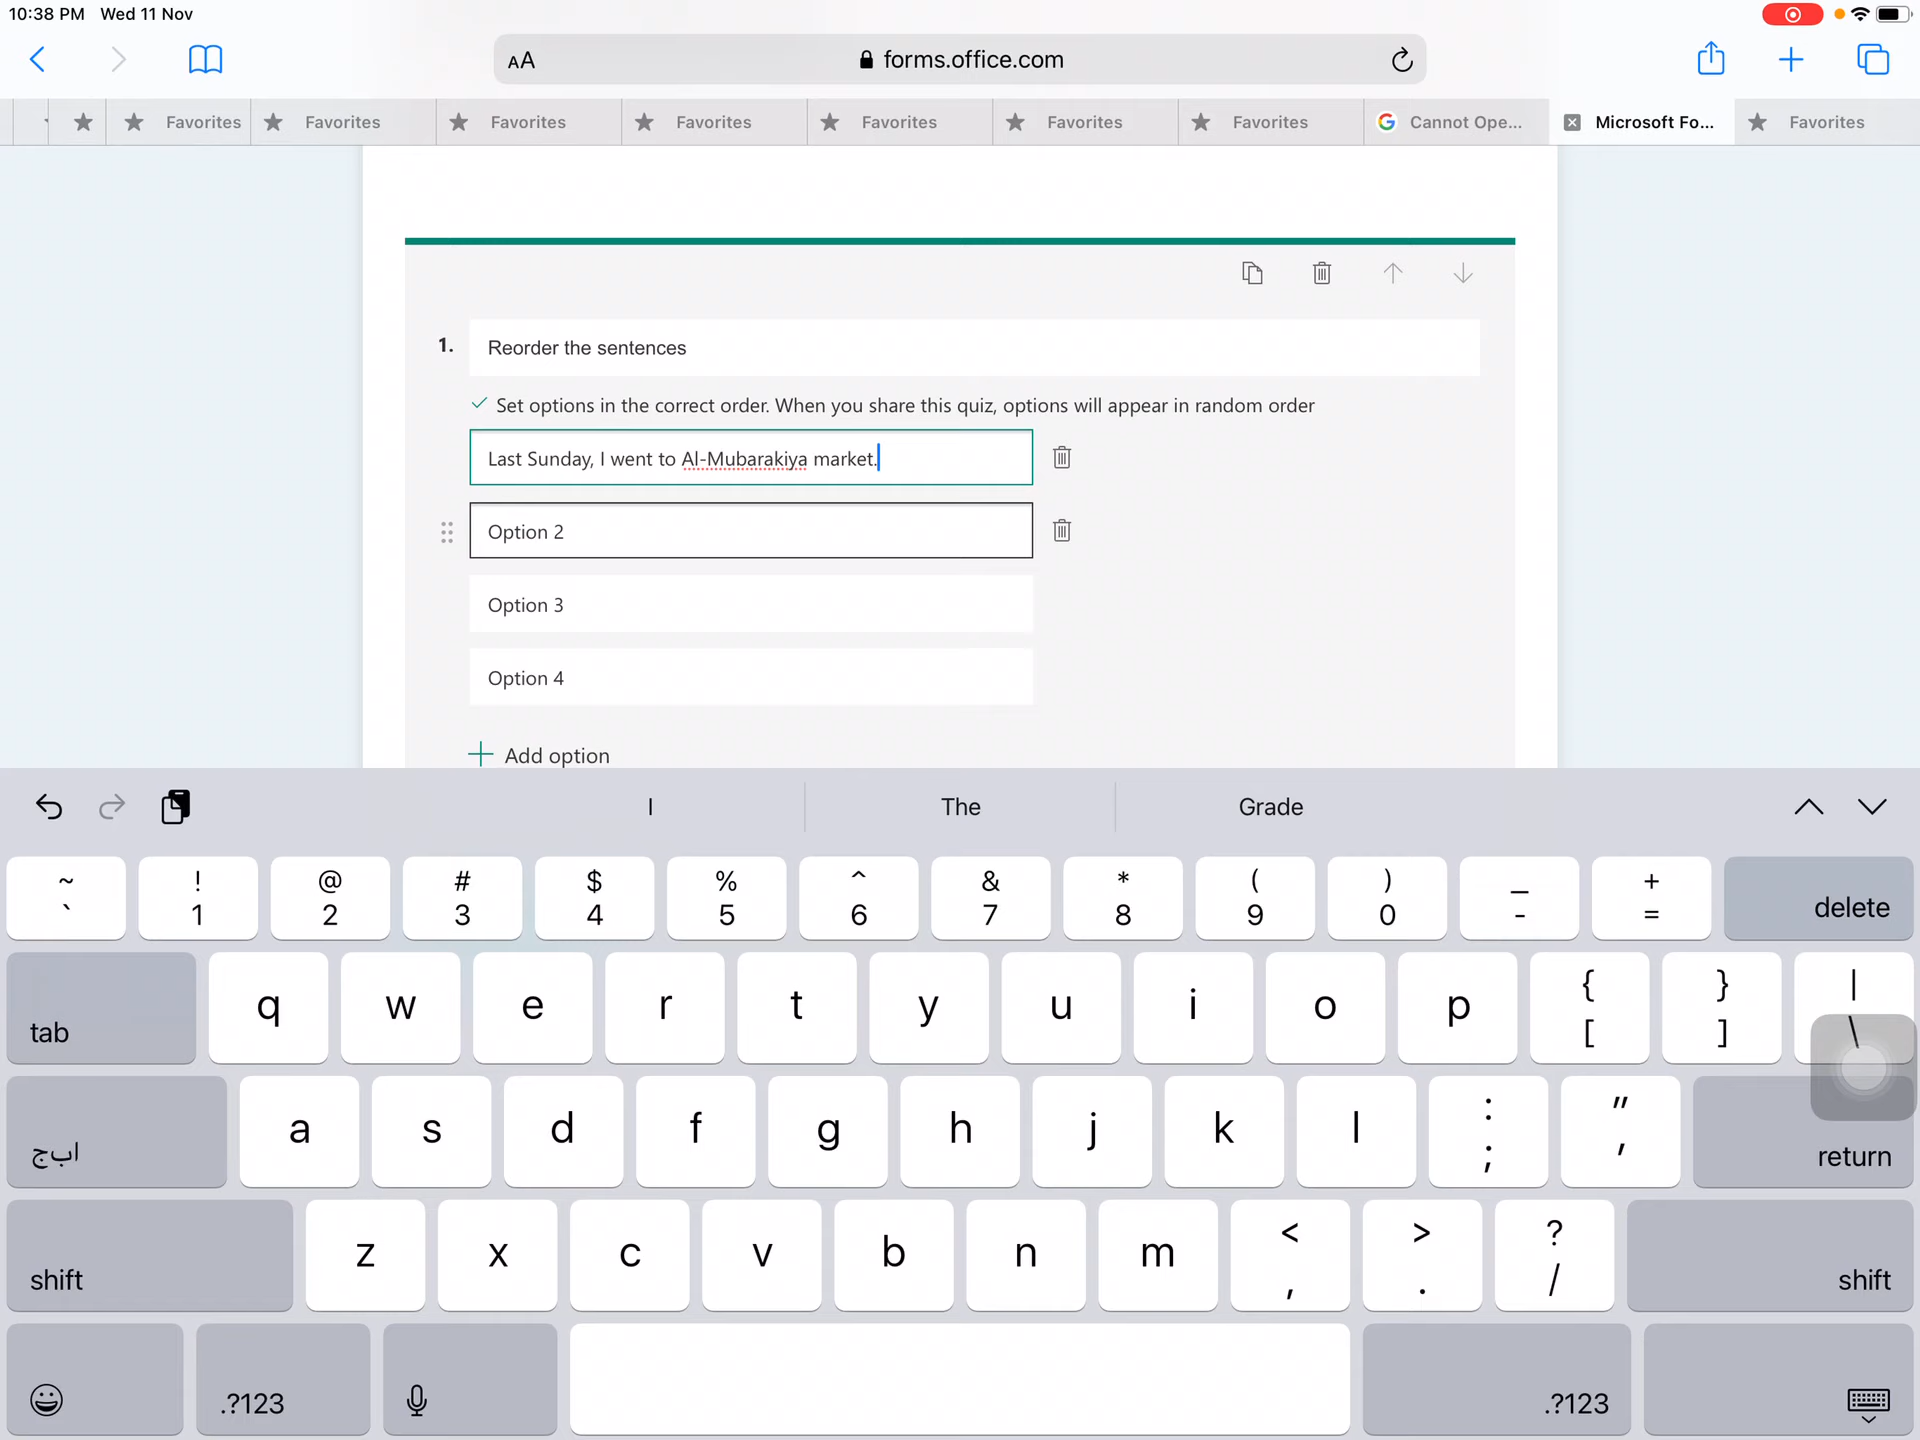 10:38 PM Wed 11 Nov
AA forms.office.com
Favorites Favorites Favorites Favorites Favorites Favorites Favorites Cannot Ope... Microsoft Fo... Favorites
1. Reorder the sentences
Set options in the correct order. When you share this quiz, options will appear in random order
Last Sunday, I went to Al-Mubarakiya market.
Option 2
Option 3
Option 4
+ Add option
I The Grade
~ ! @ # $ % ^ & * ( ) _ +
` 1 2 3 4 5 6 7 8 9 0 - = delete
tab q w e r t y u i o p { [ } ] | \
ابج a s d f g h j k l : ; " ' return
shift z x c v b n m < , > . ? / shift
.?123 .?123